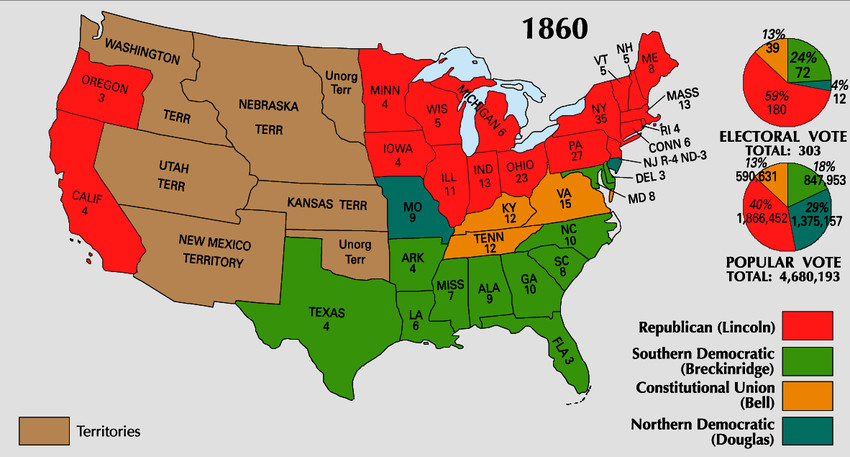 1860
WASHINGTON
TERR
OREGON
3
CALIF
4
NEBRASKA
TERR
Unorg
Terr
UTAH
TERR
KANSAS TERR
NEW MEXICO
TERRITORY
Unorg
Terr
TEXAS
4
MINN
4
IOWA
4
WIS
5
MICHIGAN 6
ILL
11
IND
13
OHIO
23
MO
9
ARK
4
LA
6
MISS
7
ALA
9
GA
10
FLA 3
TENN
12
KY
12
VA
15
NC
10
SC
8
PA
27
NY
35
VT
5
NH
5
ME
8
MASS
13
RI 4
CONN 6
NJ R-4 ND-3
DEL 3
MD 8
13%
39
24%
72
4%
12
59%
180
ELECTORAL VOTE
TOTAL: 303
13%
590,631
18%
847,953
40%
1,866,452
29%
1,375,157
POPULAR VOTE
TOTAL: 4,680,193
Republican (Lincoln)
Southern Democratic
(Breckinridge)
Constitutional Union
(Bell)
Northern Democratic
(Douglas)
Territories